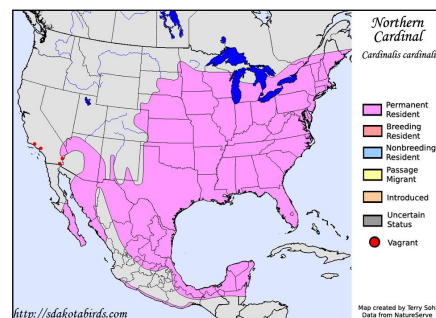 Northern
Cardinal
Cardinalis cardinali
Permanent
Resident
Breeding
Resident
Nonbreeding
Resident
Passage
Migrant
Introduced
Uncertain
Status
Vagrant
Map created by Terry Soh
Data from NatureServe
http://sdakotabirds.com